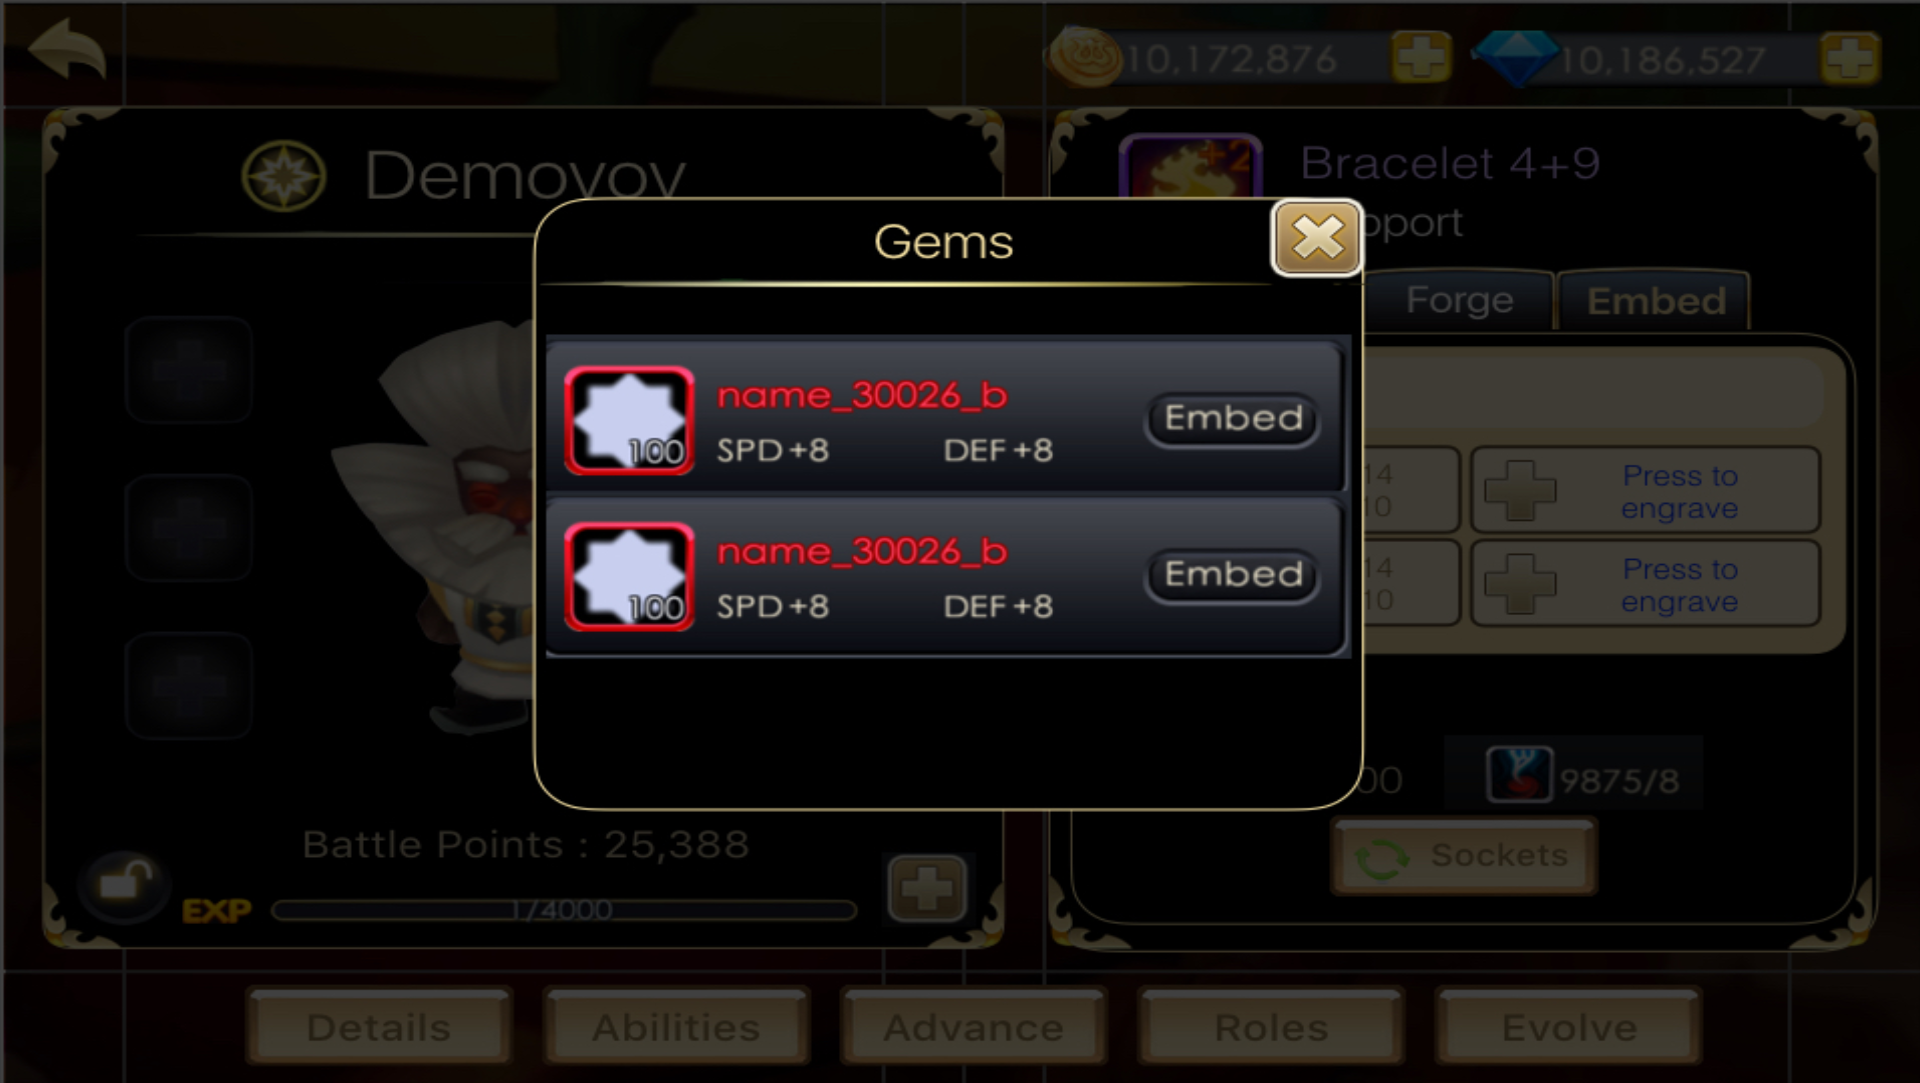 10,172,876
10,186,527
Demovov
+2
Bracelet 4+9
pport
Gems
Forge
Embed
name_30026_b
100
SPD+8
DEF+8
Embed
name_30026_b
100
SPD+8
DEF+8
Embed
14
10
Press to
engrave
14
10
Press to
engrave
00
9875/8
Sockets
Battle Points : 25,388
EXP
1/4000
Details
Abilities
Advance
Roles
Evolve